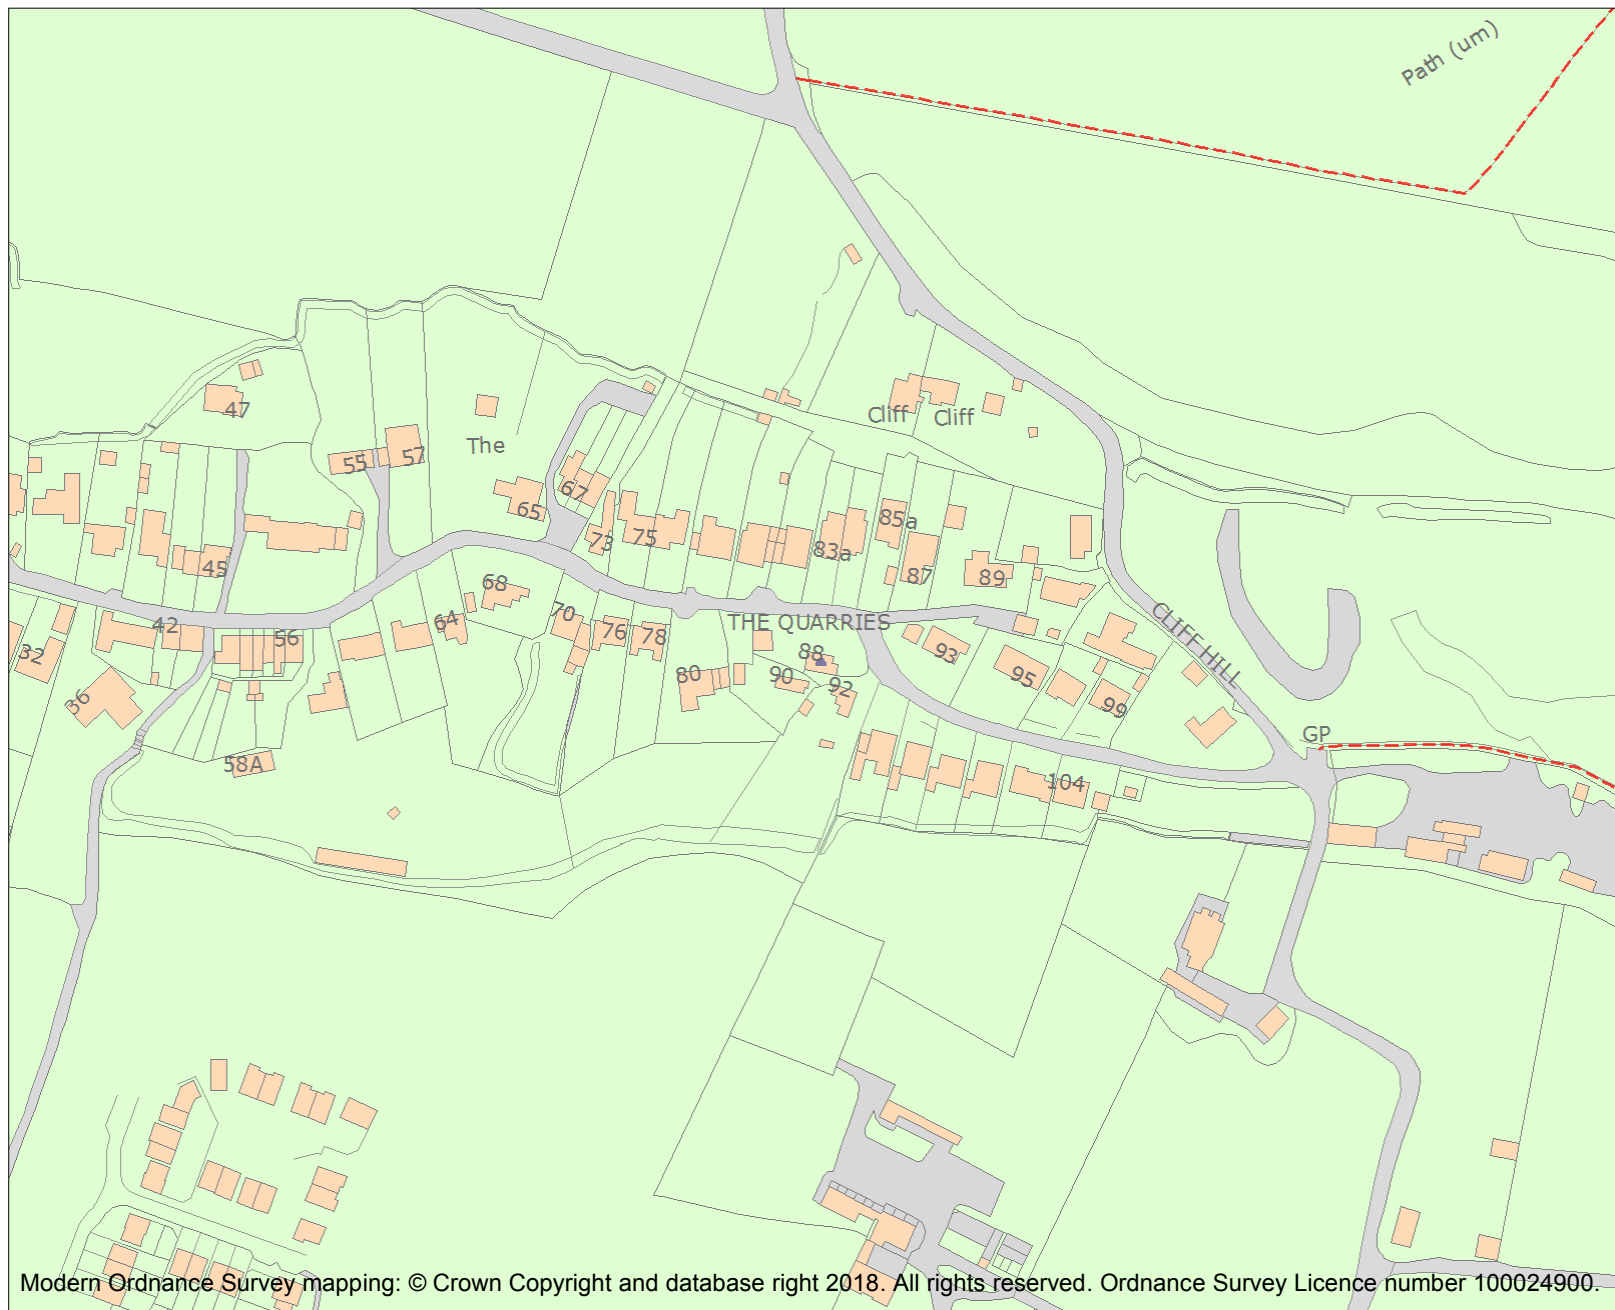 Path (um)
47
The
Cliff
Cliff
55
57
67
65
73
75
83a
85a
87
89
45
68
64
70
76
78
THE QUARRIES
CLIFF HILL
42
56
32
36
80
88
90
92
93
95
99
GP
58A
104
Modern Ordnance Survey mapping: © Crown Copyright and database right 2018. All rights reserved. Ordnance Survey Licence number 100024900.